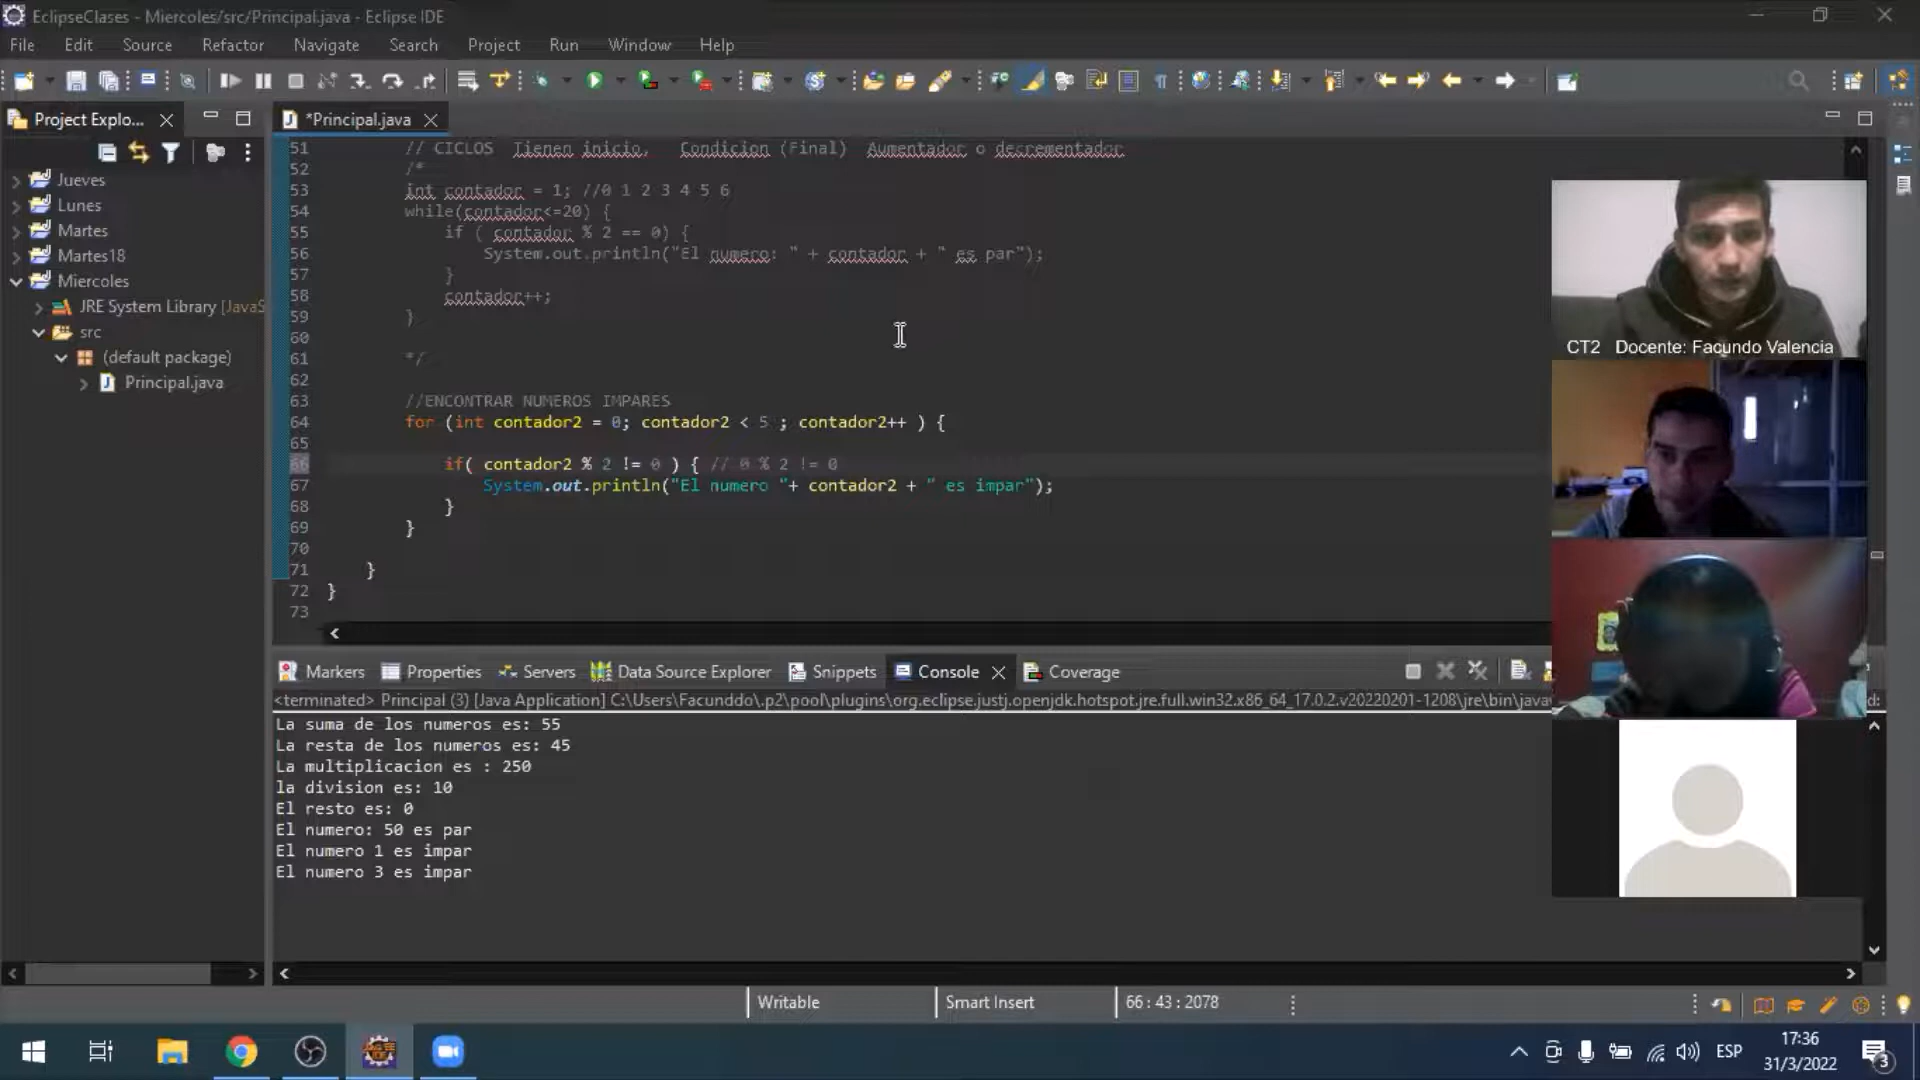 EclipseClases - Miercoles/src/Principal.java - Eclipse IDE
File Edit Source Refactor Navigate Search Project Run Window Help
Project Explo...
*Principal.java
Jueves
Lunes
Martes
Martes18
Miercoles
JRE System Library [JavaS
src
(default package)
Principal.java
51 // CICLOS Tienen inicio, Condicion (Final) Aumentador o decrementador
52 /*
53 int contador = 1; //0 1 2 3 4 5 6
54 while(contador<=20) {
55 if ( contador % 2 == 0) {
56 System.out.println("El numero: " + contador + " es par");
57 }
58 contador++;
59 }
60
61 */
62
63 //ENCONTRAR NUMEROS IMPARES
64 for (int contador2 = 0; contador2 < 5 ; contador2++ ) {
65
66 if( contador2 % 2 != 0 ) { // 0 % 2 != 0
67 System.out.println("El numero "+ contador2 + " es impar");
68 }
69 }
70
71 }
72 }
73
CT2 Docente: Facundo Valencia
Markers Properties Servers Data Source Explorer Snippets Console Coverage
<terminated> Principal (3) [Java Application] C:\Users\Facunddo\.p2\pool\plugins\org.eclipse.justj.openjdk.hotspot.jre.full.win32.x86_64_17.0.2.v20220201-1208\jre\bin\javaw d:
La suma de los numeros es: 55
La resta de los numeros es: 45
La multiplicacion es : 250
la division es: 10
El resto es: 0
El numero: 50 es par
El numero 1 es impar
El numero 3 es impar
Writable Smart Insert 66 : 43 : 2078
ESP
17:36
31/3/2022
3